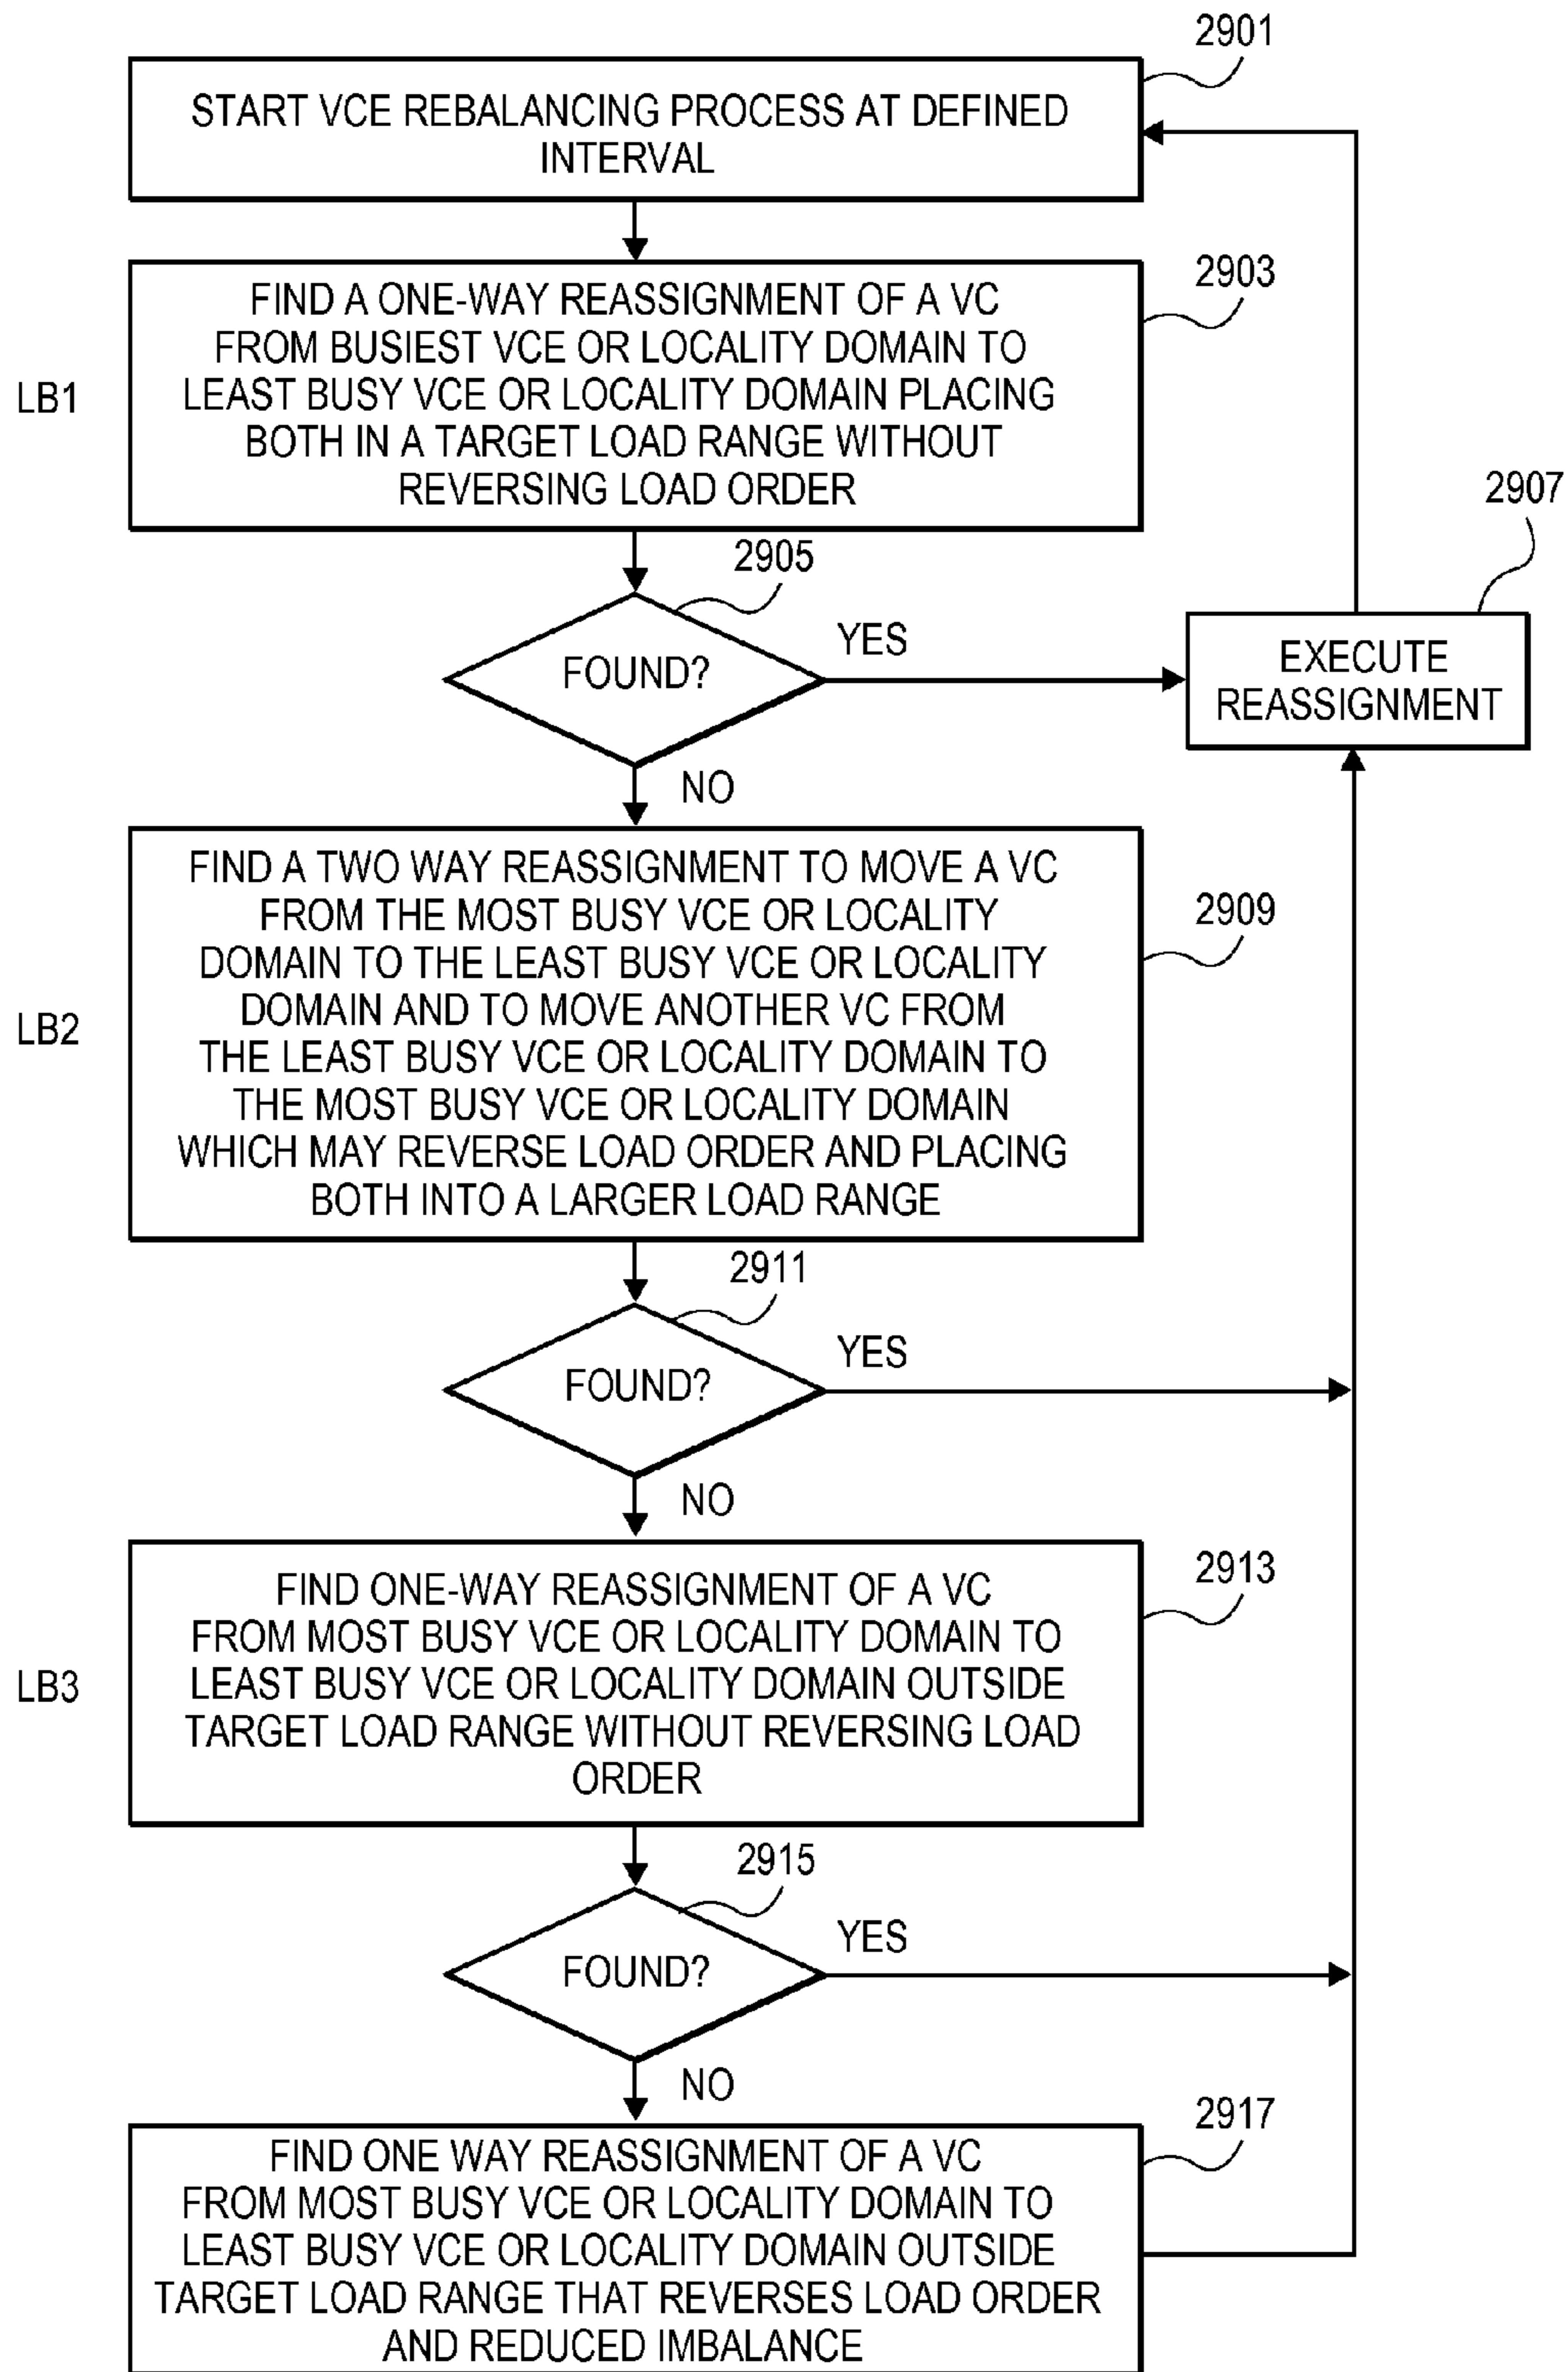 2901
START VCE REBALANCING PROCESS AT DEFINED
INTERVAL
2903
FIND A ONE-WAY REASSIGNMENT OF A VC
FROM BUSIEST VCE OR LOCALITY DOMAIN TO
LEAST BUSY VCE OR LOCALITY DOMAIN PLACING
BOTH IN A TARGET LOAD RANGE WITHOUT
REVERSING LOAD ORDER
LB1
2905
FOUND?
YES
NO
2907
EXECUTE
REASSIGNMENT
FIND A TWO WAY REASSIGNMENT TO MOVE A VC
FROM THE MOST BUSY VCE OR LOCALITY
DOMAIN TO THE LEAST BUSY VCE OR LOCALITY
DOMAIN AND TO MOVE ANOTHER VC FROM
THE LEAST BUSY VCE OR LOCALITY DOMAIN TO
THE MOST BUSY VCE OR LOCALITY DOMAIN
WHICH MAY REVERSE LOAD ORDER AND PLACING
BOTH INTO A LARGER LOAD RANGE
2909
LB2
2911
FOUND?
YES
NO
FIND ONE-WAY REASSIGNMENT OF A VC
FROM MOST BUSY VCE OR LOCALITY DOMAIN TO
LEAST BUSY VCE OR LOCALITY DOMAIN OUTSIDE
TARGET LOAD RANGE WITHOUT REVERSING LOAD
ORDER
2913
LB3
2915
FOUND?
YES
NO
2917
FIND ONE WAY REASSIGNMENT OF A VC
FROM MOST BUSY VCE OR LOCALITY DOMAIN TO
LEAST BUSY VCE OR LOCALITY DOMAIN OUTSIDE
TARGET LOAD RANGE THAT REVERSES LOAD ORDER
AND REDUCED IMBALANCE